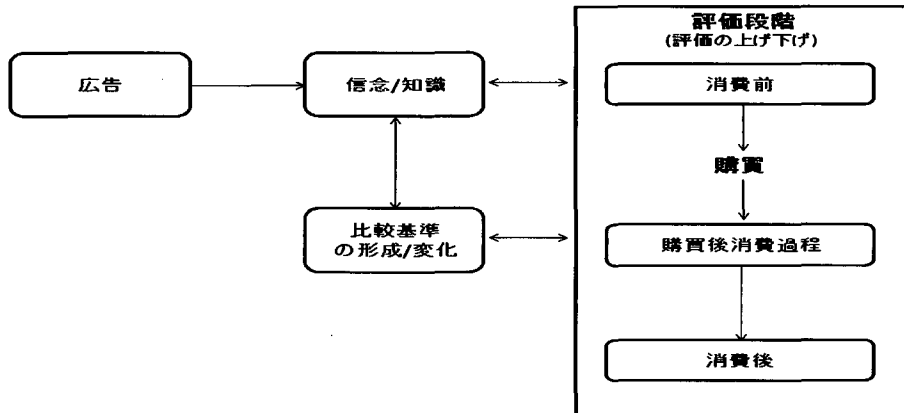 評価段階
(評価の上げ下げ)
広告
信念/知識
消費前
購買
比較基準
の形成/変化
購買後消費過程
消費後